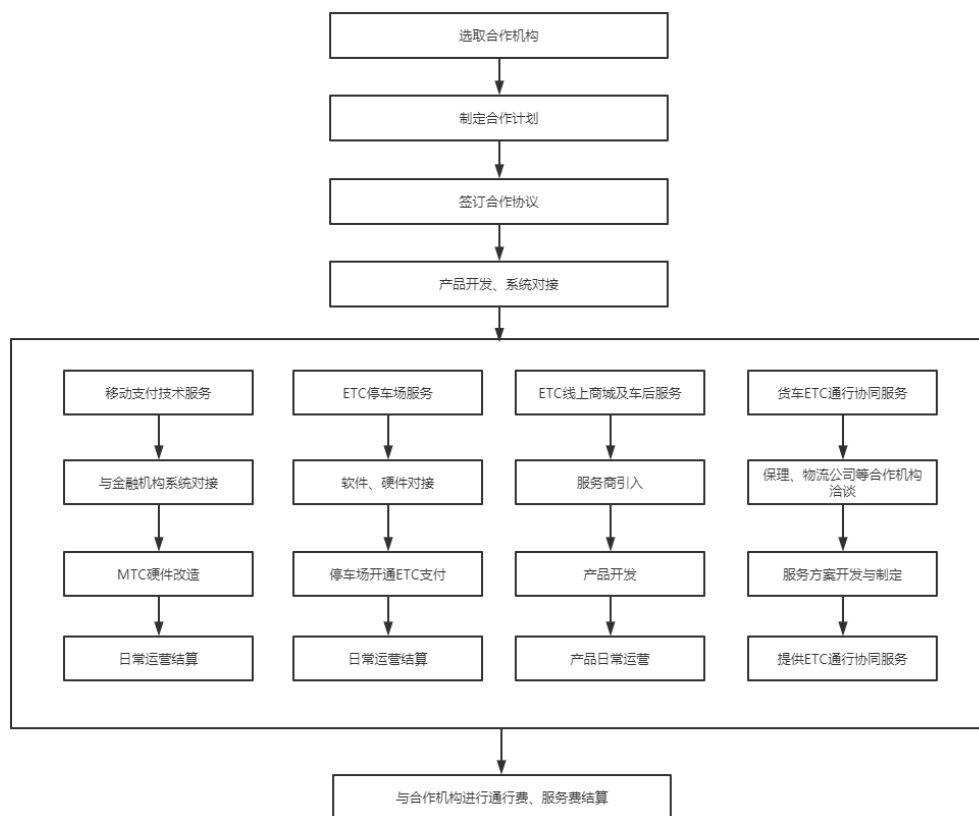 选取合作机构
制定合作计划
签订合作协议
产品开发、系统对接
移动支付技术服务
ETC停车场服务
ETC线上商城及车后服务
货车ETC通行协同服务
与金融机构系统对接
软件、硬件对接
服务商引入
保理、物流公司等合作机构
洽谈
MTC硬件改造
停车场开通ETC支付
产品开发
服务方案开发与制定
日常运营结算
日常运营结算
产品日常运营
提供ETC通行协同服务
与合作机构进行通行费、服务费结算